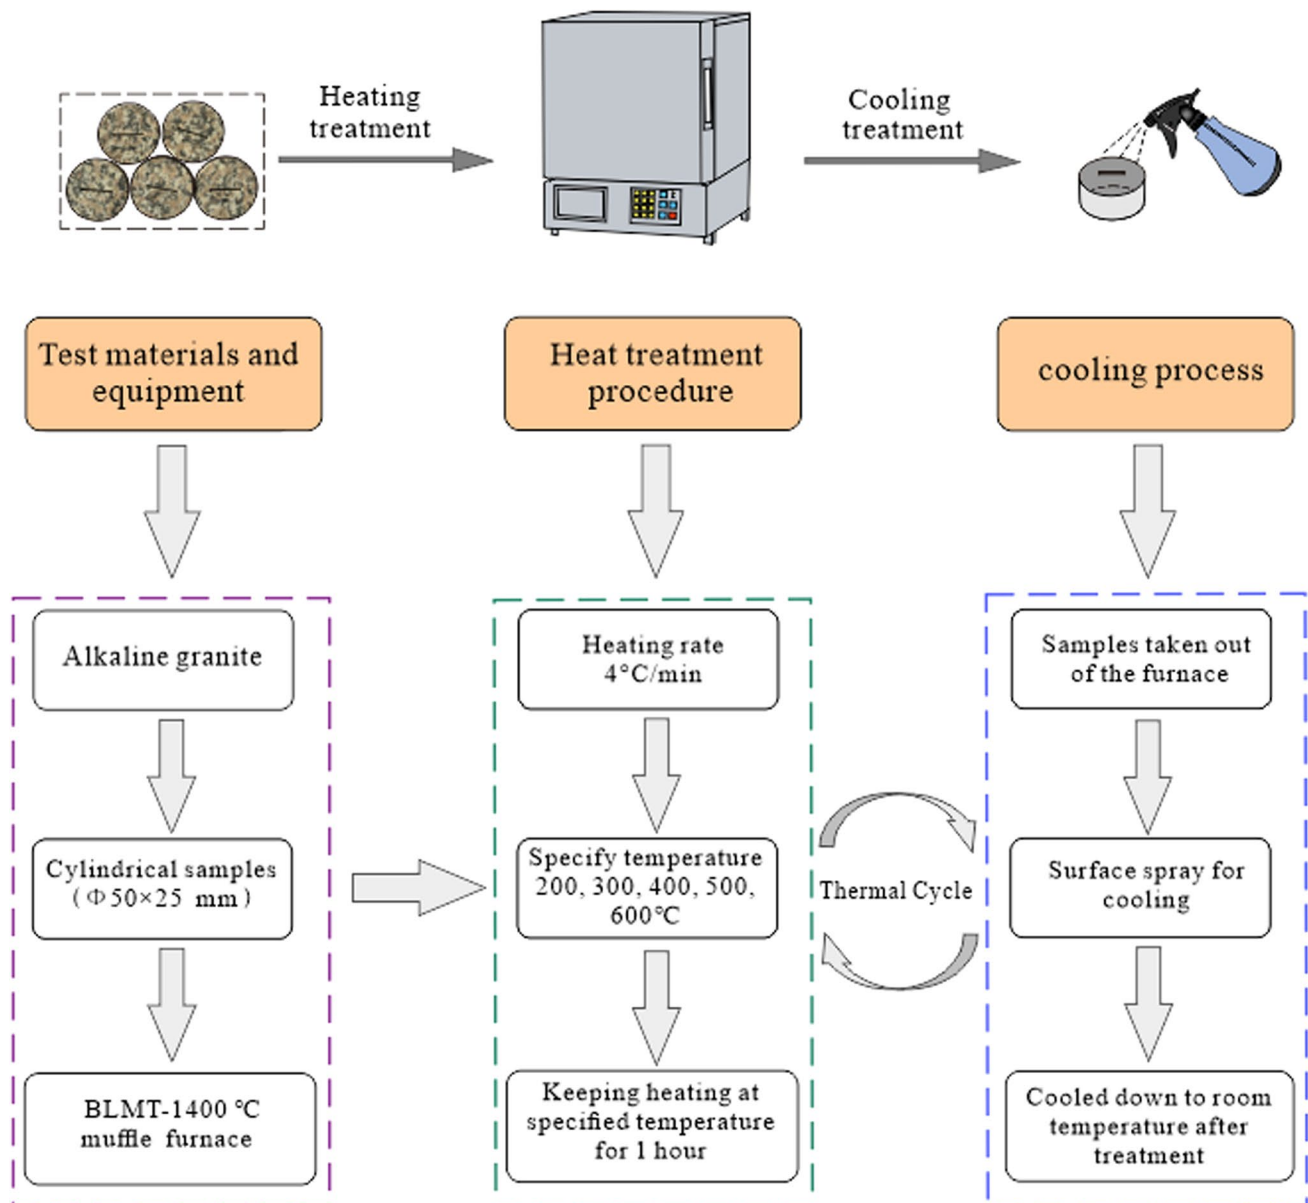 Heating
treatment
Cooling
treatment
Test materials and
equipment
Heat treatment
procedure
cooling process
Alkaline granite
Cylindrical samples
(Φ50×25 mm)
BLMT-1400 ℃
muffle furnace
Heating rate
4°C/min
Specify temperature
200, 300, 400, 500,
600℃
Keeping heating at
specified temperature
for 1 hour
Thermal Cycle
Samples taken out
of the furnace
Surface spray for
cooling
Cooled down to room
temperature after
treatment